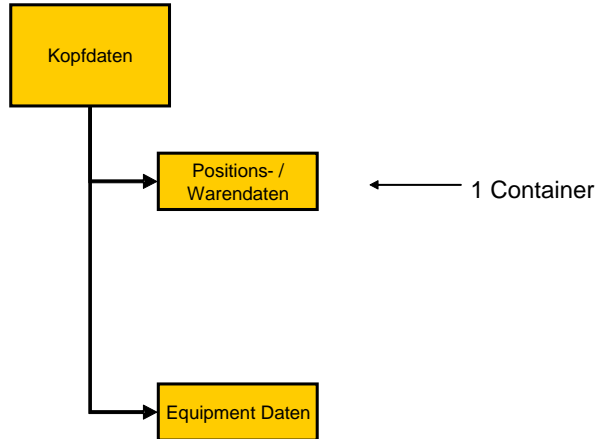 Kopfdaten
Positions- /
Warendaten
1 Container
Equipment Daten